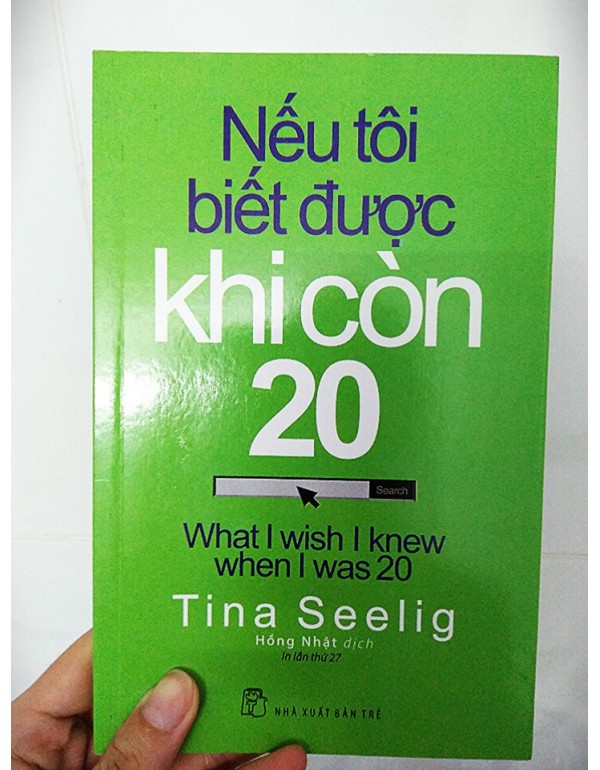 Nếu tôi
biết được
khi còn
20
Search
What I wish I knew
when I was 20
Tina Seelig
Hồng Nhật dịch
In lần thứ 27
NHÀ XUẤT BẢN TRẺ